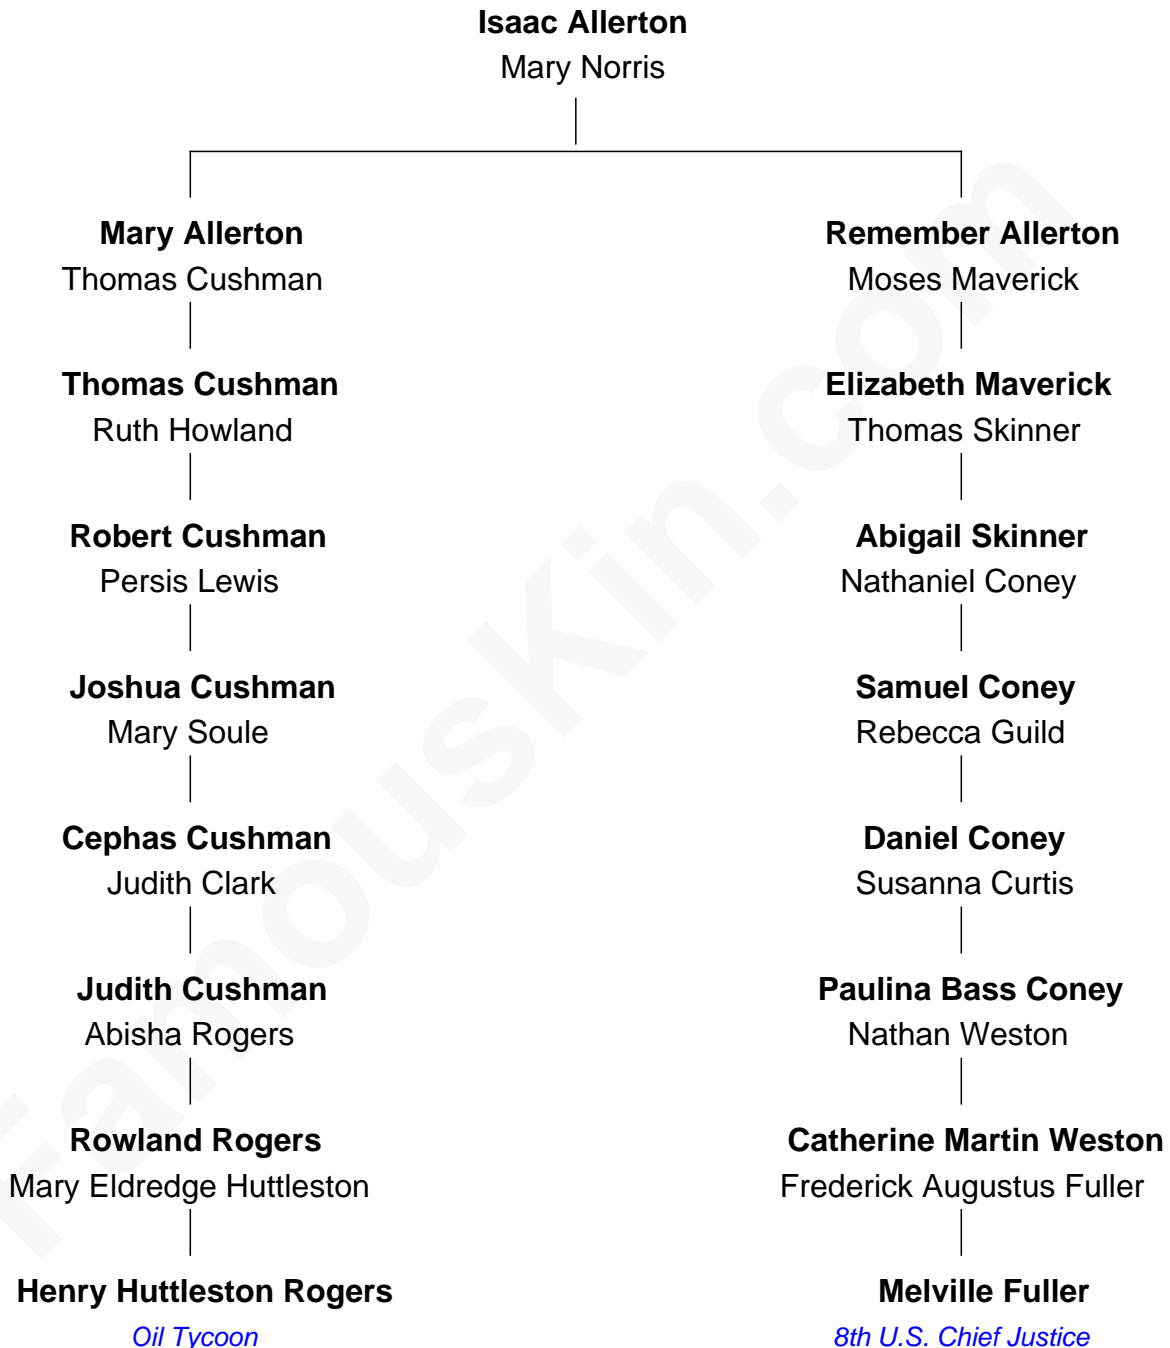 Isaac Allerton
Mary Norris
Mary Allerton
Thomas Cushman
Remember Allerton
Moses Maverick
Thomas Cushman
Ruth Howland
Elizabeth Maverick
Thomas Skinner
Robert Cushman
Persis Lewis
Abigail Skinner
Nathaniel Coney
Joshua Cushman
Mary Soule
Samuel Coney
Rebecca Guild
Cephas Cushman
Judith Clark
Daniel Coney
Susanna Curtis
Judith Cushman
Abisha Rogers
Paulina Bass Coney
Nathan Weston
Rowland Rogers
Mary Eldredge Huttleston
Catherine Martin Weston
Frederick Augustus Fuller
Henry Huttleston Rogers
Oil Tycoon
Melville Fuller
8th U.S. Chief Justice
FamousKin.com